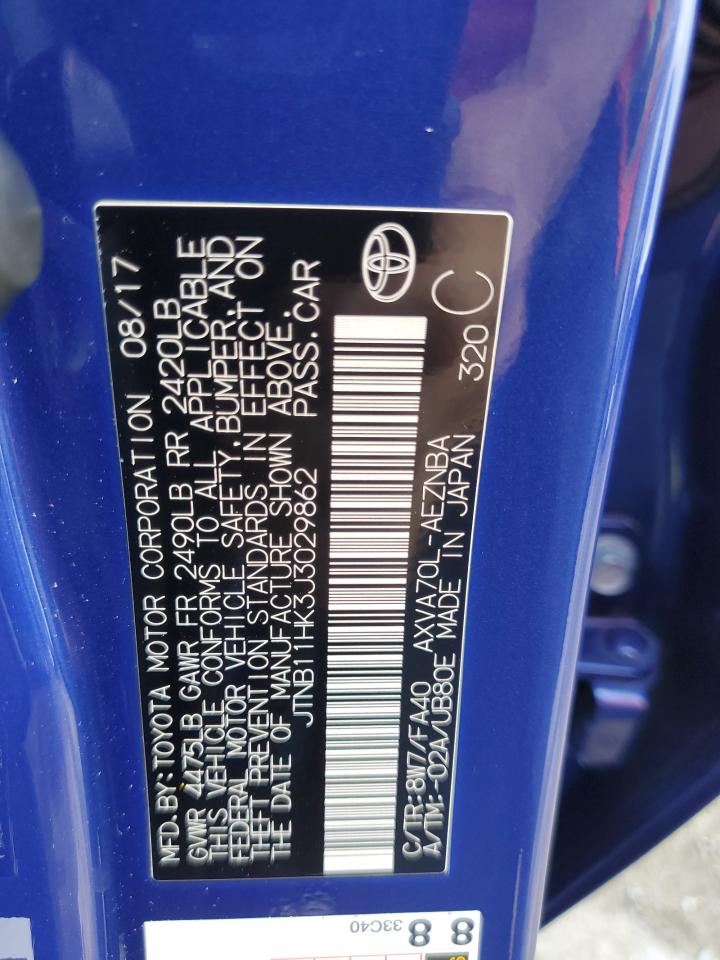 MFD. BY: TOYOTA MOTOR CORPORATION 08/17
GVWR 4475LB GAWR FR 2490LB RR 2420LB
THIS VEHICLE CONFORMS TO ALL APPLICABLE
FEDERAL MOTOR VEHICLE SAFETY, BUMPER, AND
THEFT PREVENTION STANDARDS IN EFFECT ON
THE DATE OF MANUFACTURE SHOWN ABOVE.
JTNB11HK3J3029862 PASS. CAR
C/TR: 8W7/FA40 AXVA70L-AEZNBA
A/TM: -02A/UB80E MADE IN JAPAN
320 C
8 8
33C40